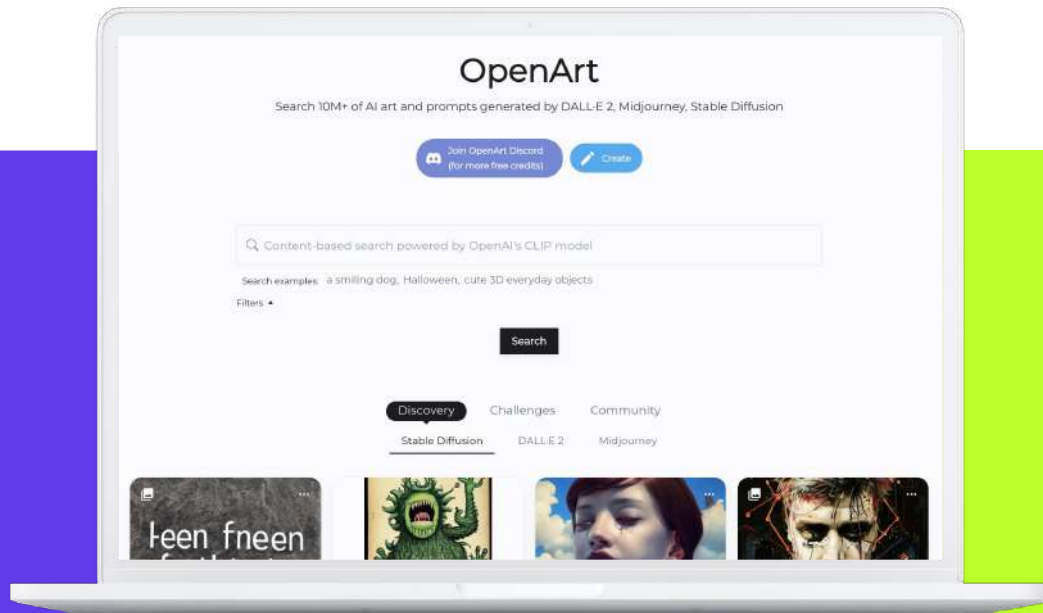 OpenArt
Search 10M+ of AI art and prompts generated by DALL·E 2, Midjourney, Stable Diffusion
Join OpenArt Discord
(for more free credits)
Create
Content-based search powered by OpenAI's CLIP model
Search examples: a smiling dog, Halloween, cute 3D everyday objects
Filters
Search
Discovery Challenges Community
Stable Diffusion DALL·E 2 Midjourney
feen fneen